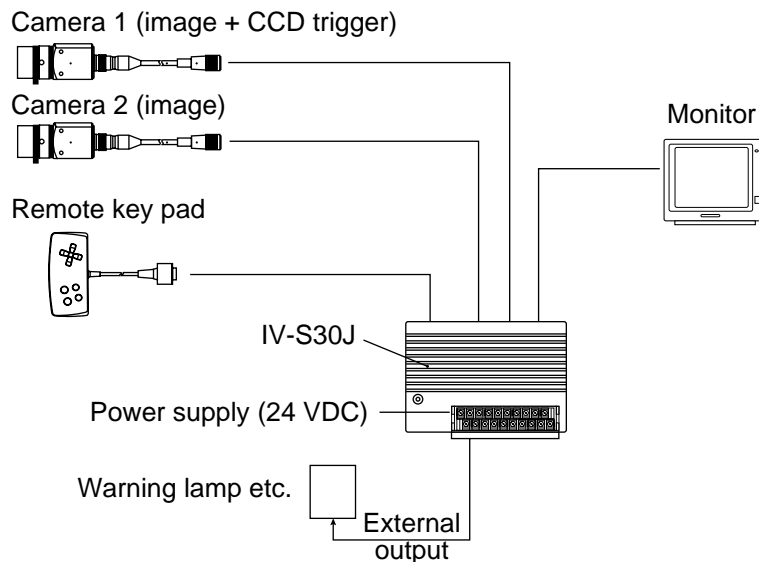 Camera 1 (image + CCD trigger)
Camera 2 (image)
Monitor
Remote key pad
IV-S30J
Power supply (24 VDC)
Warning lamp etc.
External
output